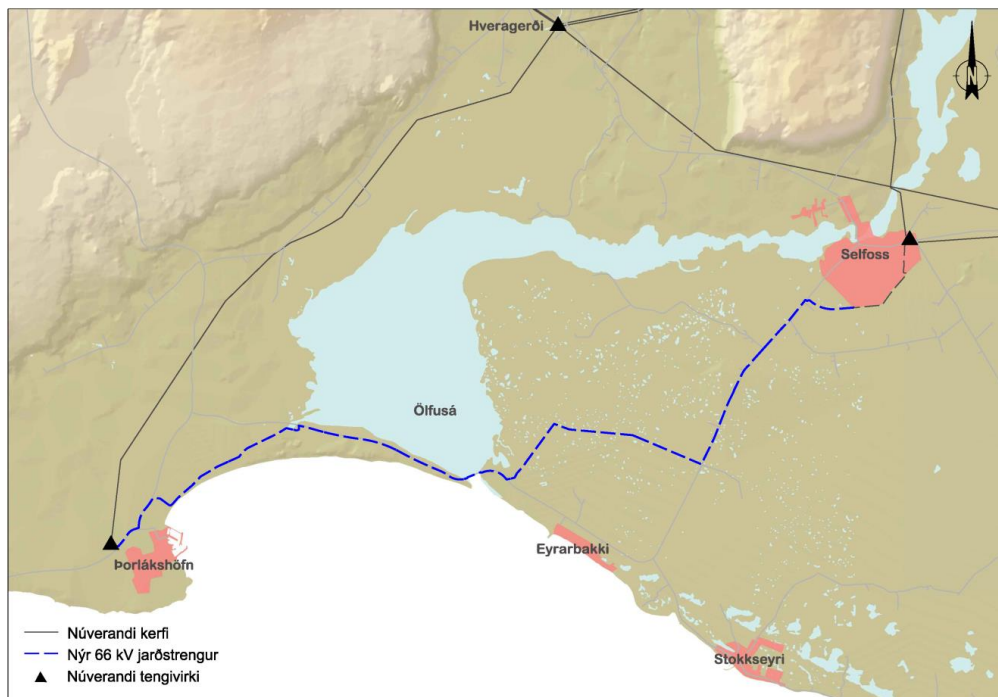 Hveragerði
N
Selfoss
Ölfusá
Eyrarbakki
Þorlákshöfn
Stokkseyri
Núverandi kerfi
Nýr 66 kV jarðstrengur
Núverandi tengivirki